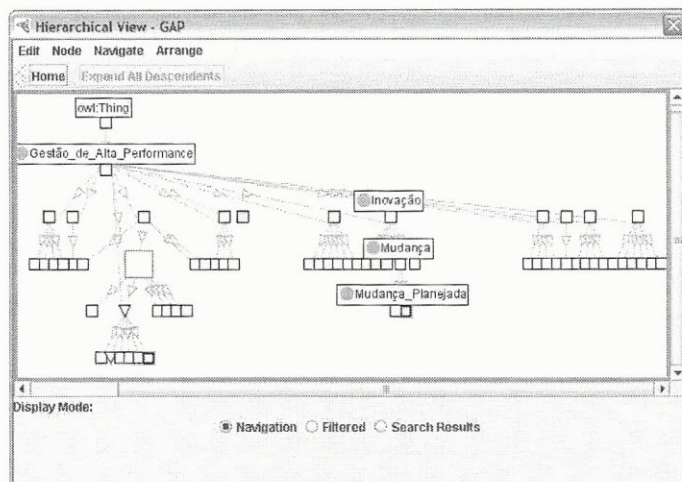 Hierarchical View - GAP
Edit Node Navigate Arrange
Home Expand All Descendents
owl:Thing
Gestão_de_Alta_Performance
Inovação
Mudança
Mudança_Planejada
Display Mode:
Navigation Filtered Search Results